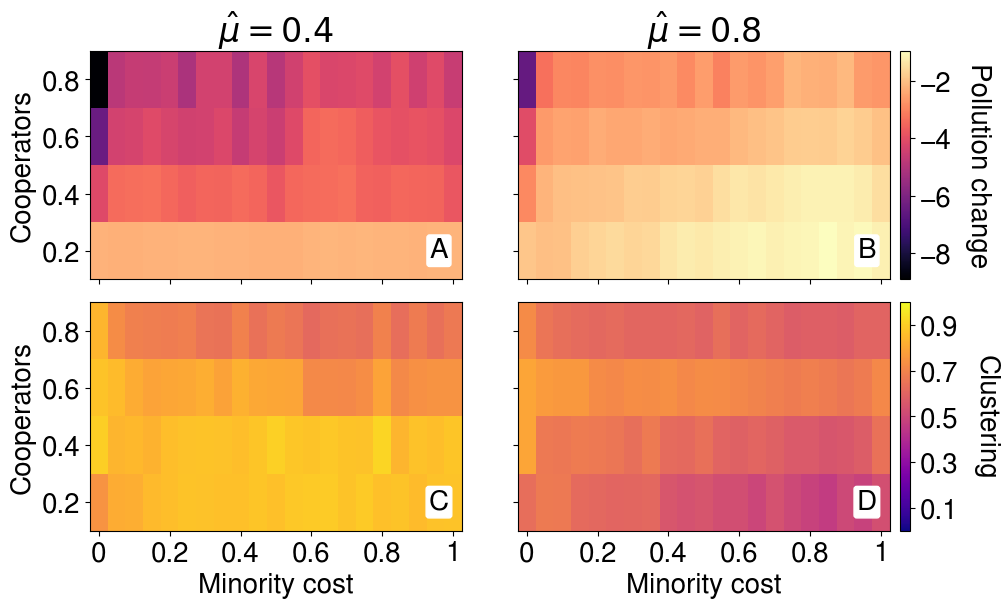 μ̂ = 0.4
μ̂ = 0.8
Cooperators
0.8
0.6
0.4
0.2
A
B
−2
−4
−6
−8
Pollution change
Cooperators
0.8
0.6
0.4
0.2
C
D
0.9
0.7
0.5
0.3
0.1
Clustering
0 0.2 0.4 0.6 0.8 1
0 0.2 0.4 0.6 0.8 1
Minority cost
Minority cost